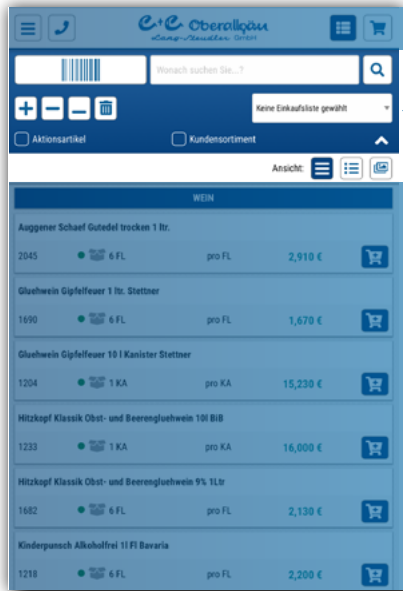 C+C Oberallgäu
Lang-Neudler GmbH
Wonach suchen Sie...?
Keine Einkaufsliste gewählt
Aktionsartikel Kundensortiment
Ansicht:
WEIN
Auggener Schaef Gutedel trocken 1 ltr.
2045 6 FL pro FL 2,910 €
Gluehwein Gipfelfeuer 1 ltr. Stettner
1690 6 FL pro FL 1,670 €
Gluehwein Gipfelfeuer 10 l Kanister Stettner
1204 1 KA pro KA 15,230 €
Hitzkopf Klassik Obst- und Beerengluehwein 10l BiB
1233 1 KA pro KA 16,000 €
Hitzkopf Klassik Obst- und Beerengluehwein 9% 1Ltr
1682 6 FL pro FL 2,130 €
Kinderpunsch Alkoholfrei 1l Fl Bavaria
1218 6 FL pro FL 2,200 €